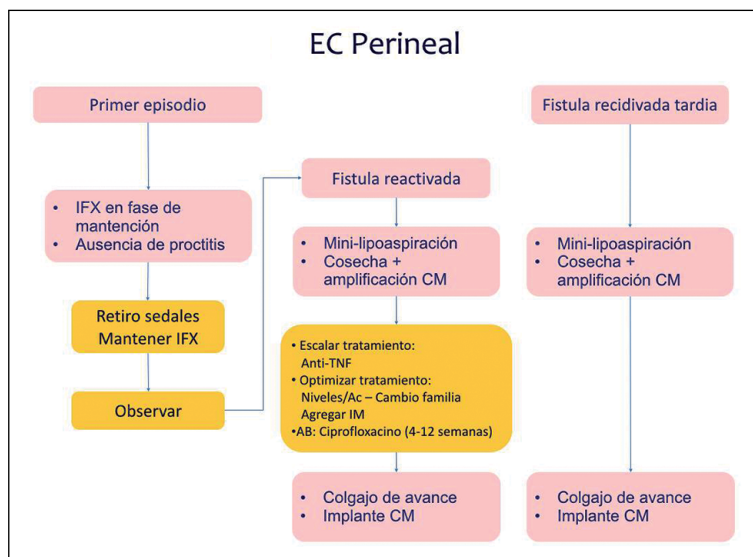 EC Perineal
Primer episodio
• IFX en fase de
mantención
• Ausencia de proctitis
Retiro sedales
Mantener IFX
Observar
Fistula reactivada
• Mini-lipoaspiración
• Cosecha +
amplificación CM
• Escalar tratamiento:
Anti-TNF
• Optimizar tratamiento:
Niveles/Ac – Cambio familia
Agregar IM
•AB: Ciprofloxacino (4-12 semanas)
• Colgajo de avance
• Implante CM
Fistula recidivada tardia
• Mini-lipoaspiración
• Cosecha +
amplificación CM
• Colgajo de avance
• Implante CM